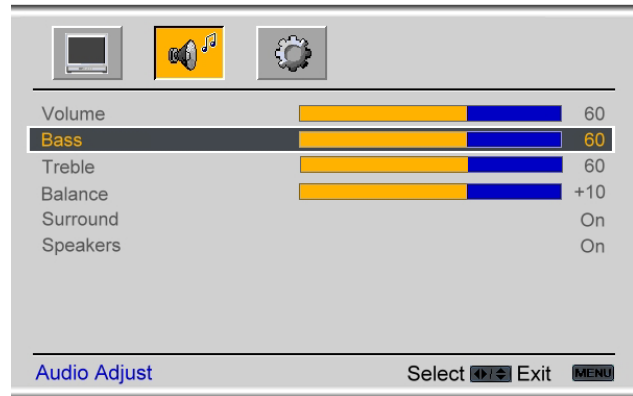 Volume 60
Bass 60
Treble 60
Balance +10
Surround On
Speakers On
Audio Adjust Select Exit MENU